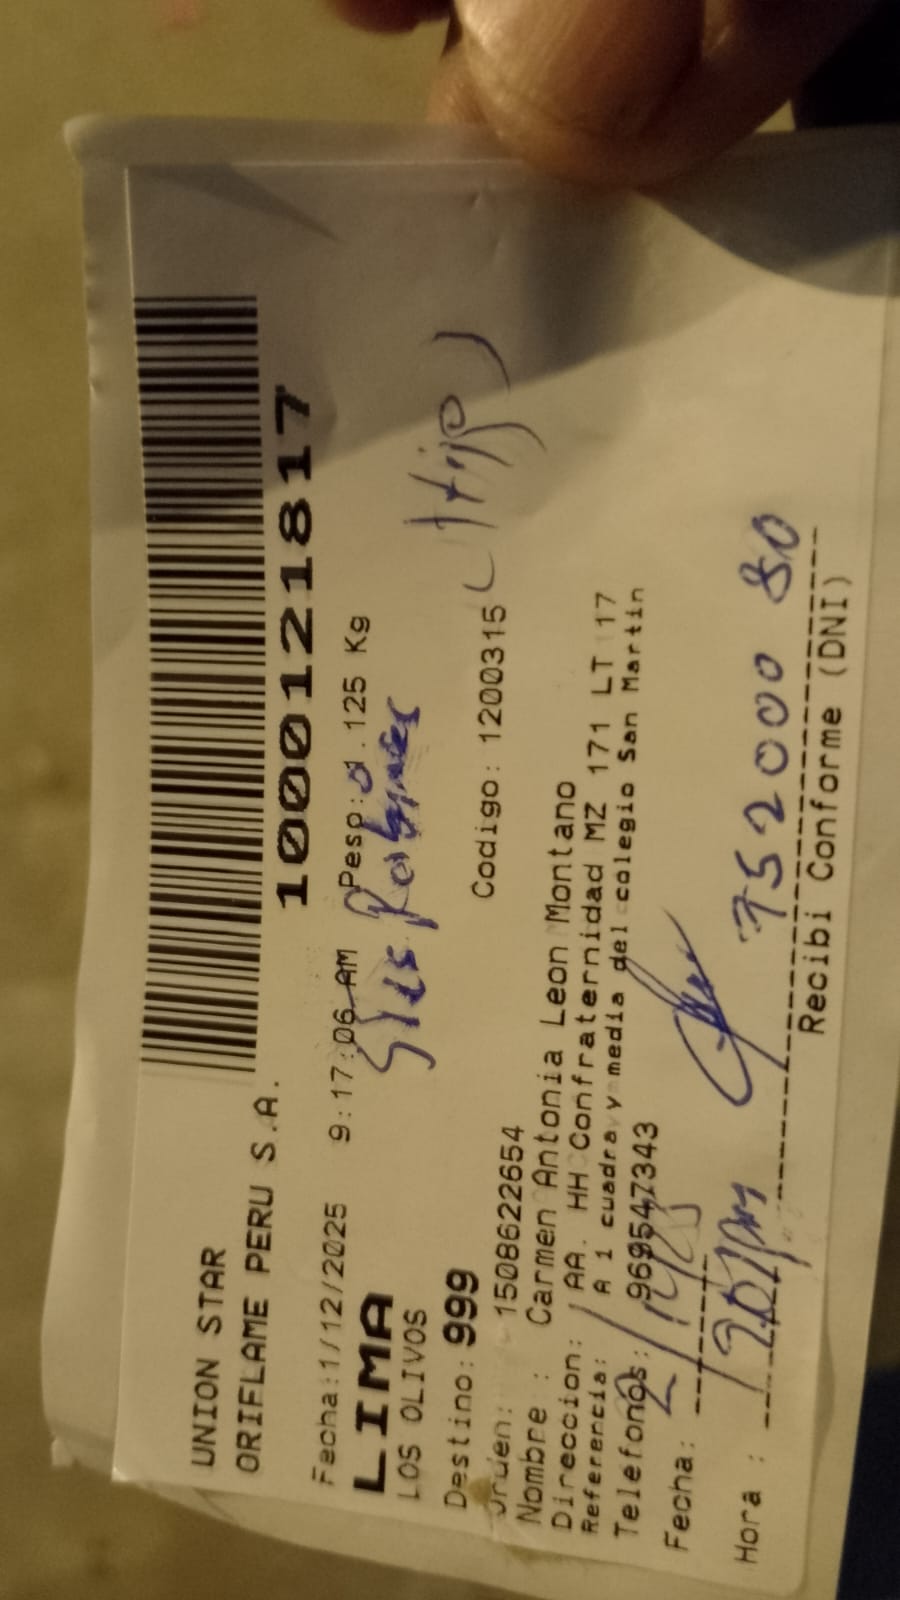 UNION STAR
ORIFLAME PERU S.A.
10001218177
Fecha:1/12/2025 9:17:06 AM Peso: .125 Kg
LIMA
LOS OLIVOS
Destino: 999 Codigo: 1200315 (Hijo)
Orden: 1508622654
Nombre : Carmen Antonia Leon Montano
Direccion: AA. HH Confraternidad MZ 171 LT 17
Referencia: A 1 cuadra y media del colegio San Martin
Telefonos: 969547343
Fecha:
Hora : 75200080
Recibi Conforme (DNI)